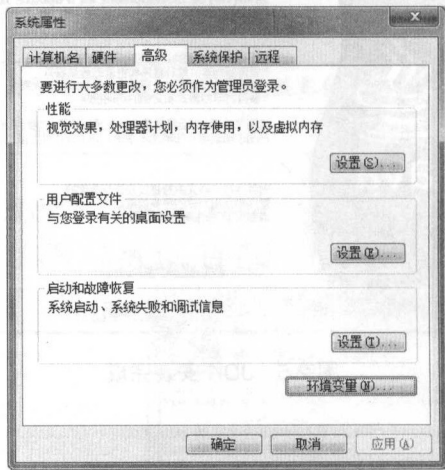 系统属性
计算机名 硬件 高级 系统保护 远程
要进行大多数更改，您必须作为管理员登录。
性能
视觉效果，处理器计划，内存使用，以及虚拟内存
设置(S)...
用户配置文件
与您登录有关的桌面设置
设置(E)...
启动和故障恢复
系统启动、系统失败和调试信息
设置(T)...
环境变量(N)...
确定 取消 应用(A)